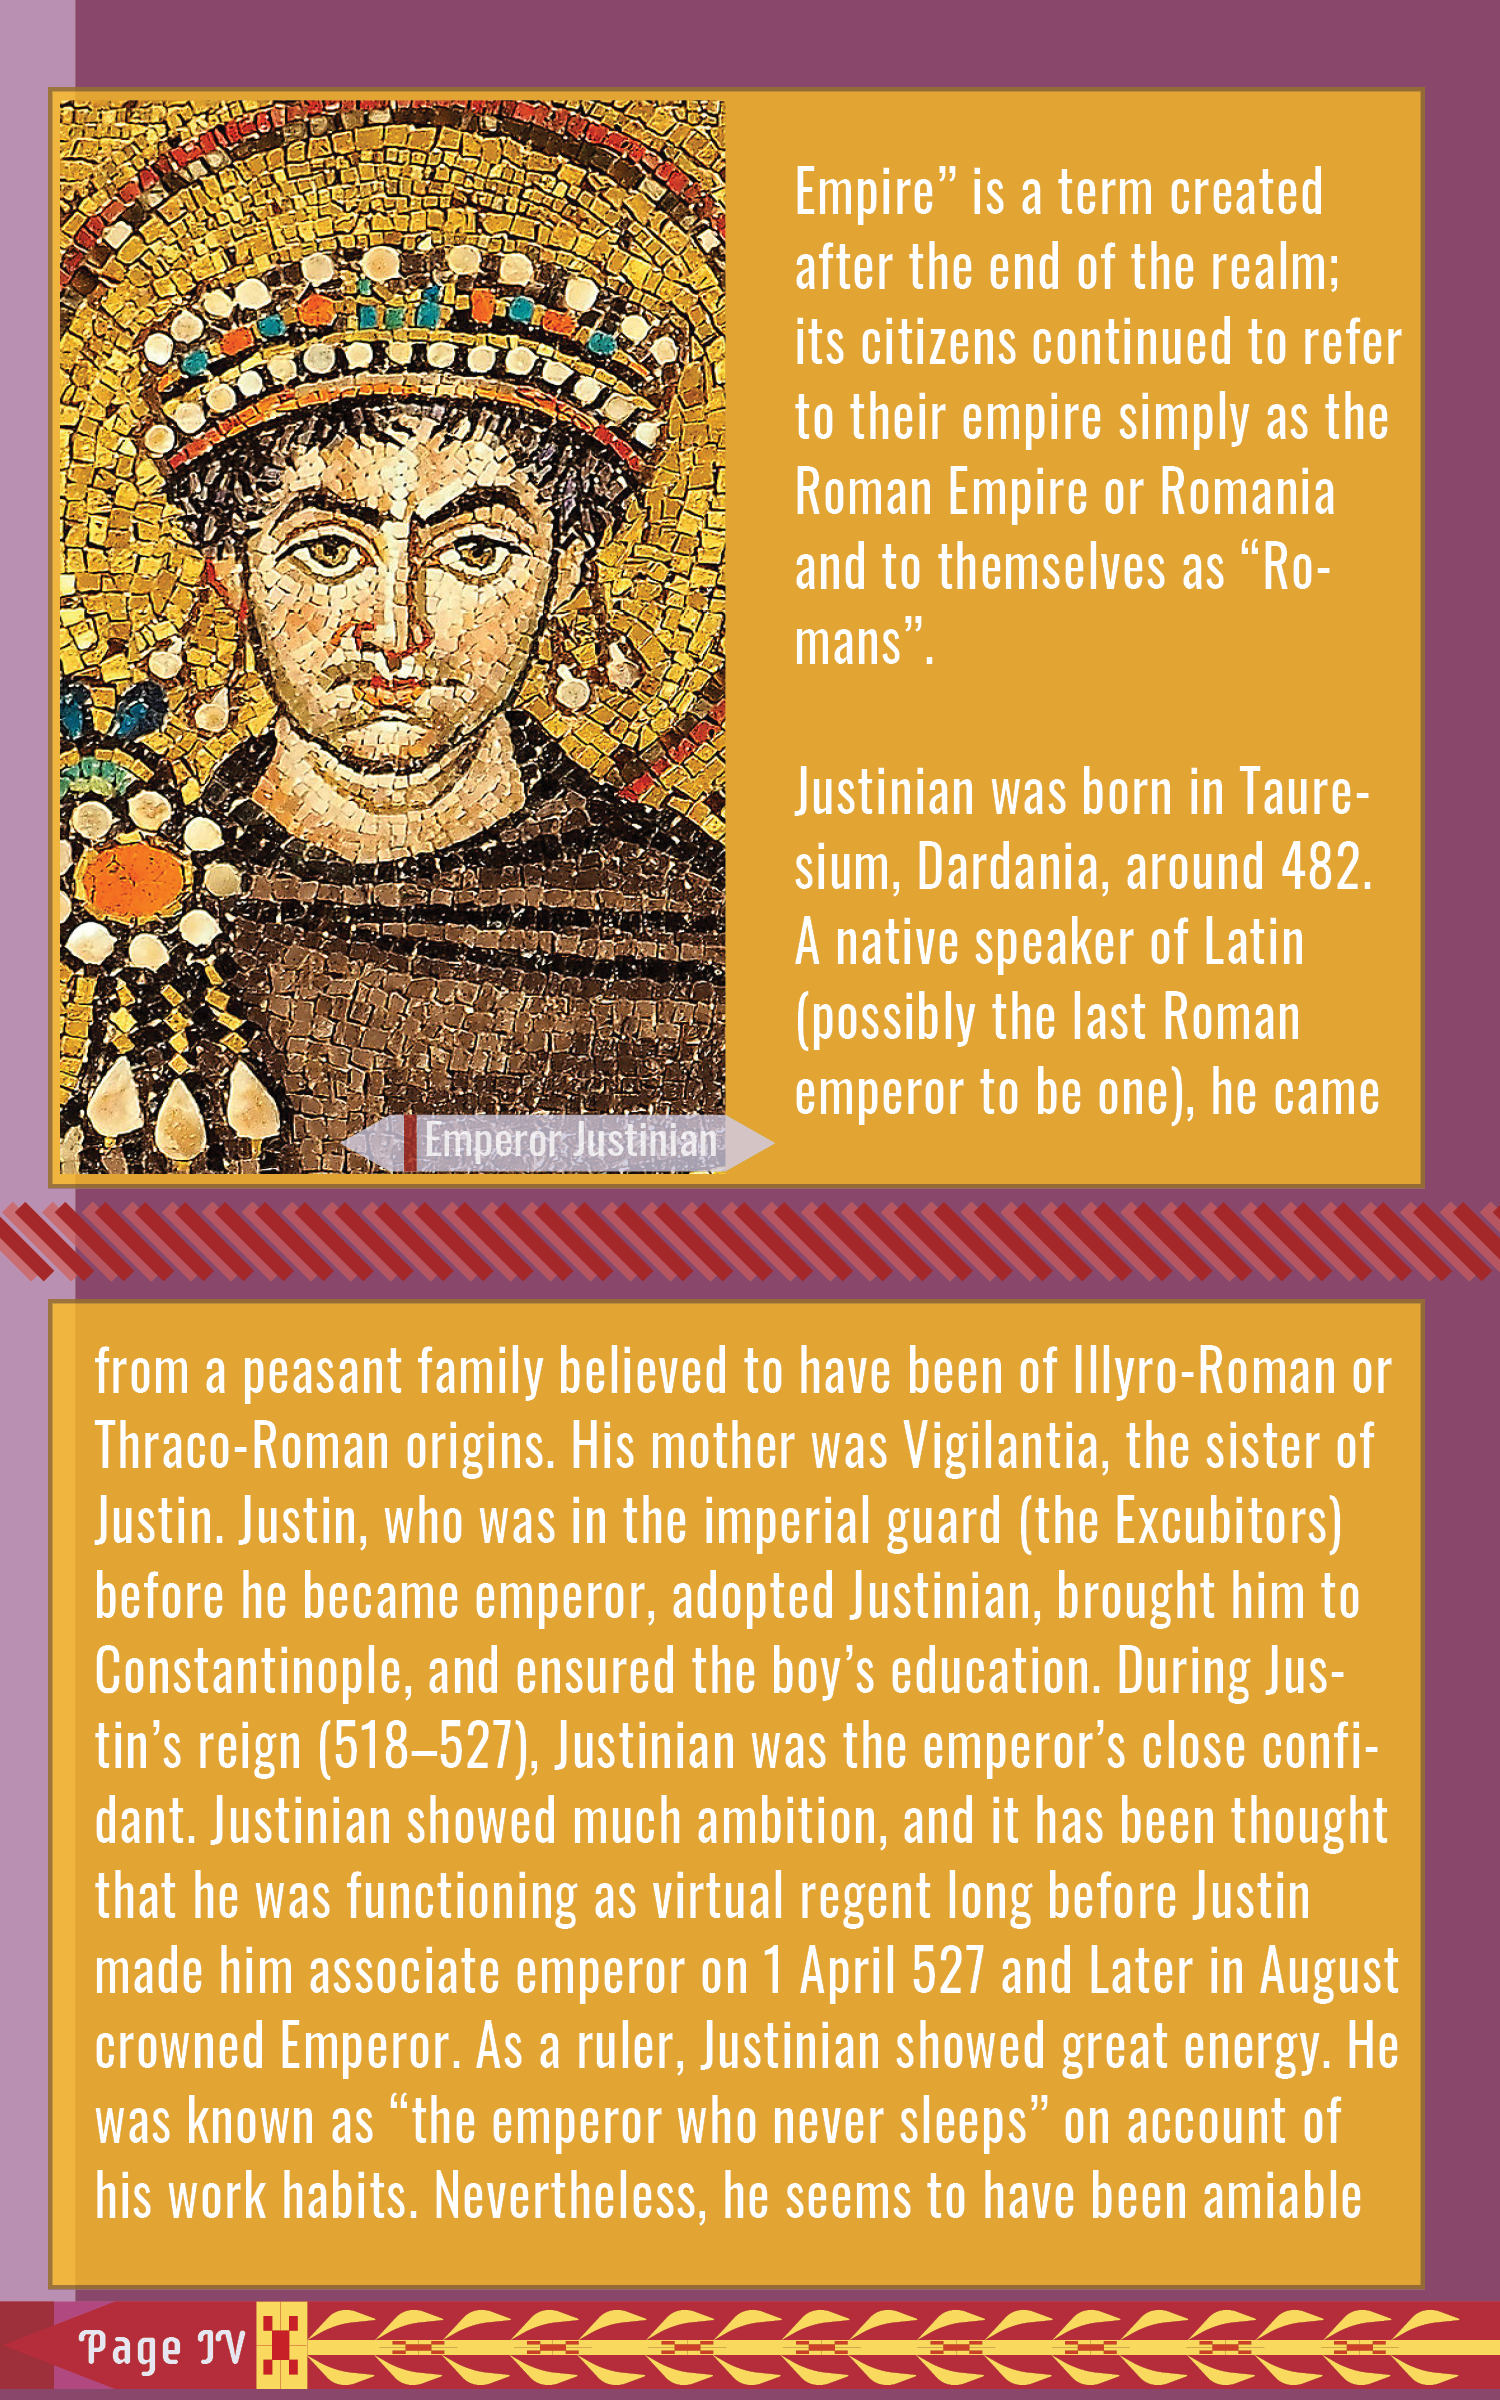 Empire” is a term created
after the end of the realm;
its citizens continued to refer
to their empire simply as the
Roman Empire or Romania
and to themselves as “Ro-
mans”.
Justinian was born in Taure-
sium, Dardania, around 482.
A native speaker of Latin
(possibly the last Roman
emperor to be one), he came
Emperor Justinian
from a peasant family believed to have been of Illyro-Roman or
Thraco-Roman origins. His mother was Vigilantia, the sister of
Justin. Justin, who was in the imperial guard (the Excubitors)
before he became emperor, adopted Justinian, brought him to
Constantinople, and ensured the boy’s education. During Jus-
tin’s reign (518–527), Justinian was the emperor’s close confi-
dant. Justinian showed much ambition, and it has been thought
that he was functioning as virtual regent long before Justin
made him associate emperor on 1 April 527 and Later in August
crowned Emperor. As a ruler, Justinian showed great energy. He
was known as “the emperor who never sleeps” on account of
his work habits. Nevertheless, he seems to have been amiable
Page IV